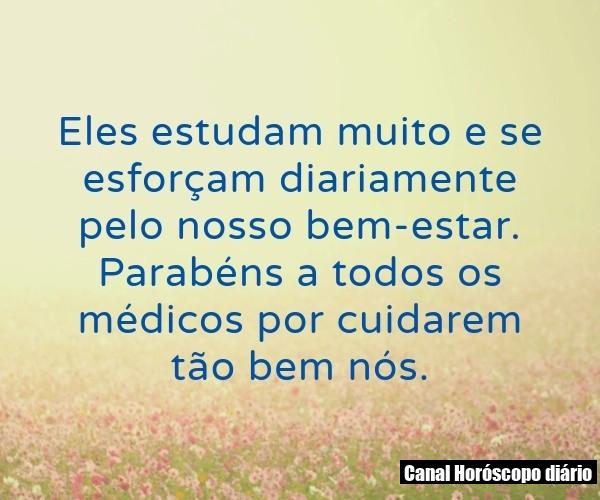 Eles estudam muito e se
esforçam diariamente
pelo nosso bem-estar.
Parabéns a todos os
médicos por cuidarem
tão bem nós.
Canal Horóscopo diário